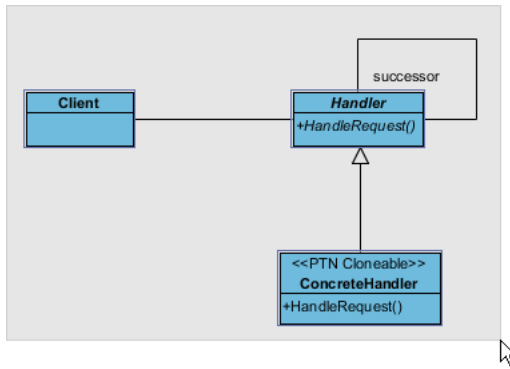 successor
Client
Handler
+HandleRequest()
<<PTN Cloneable>>
ConcreteHandler
+HandleRequest()